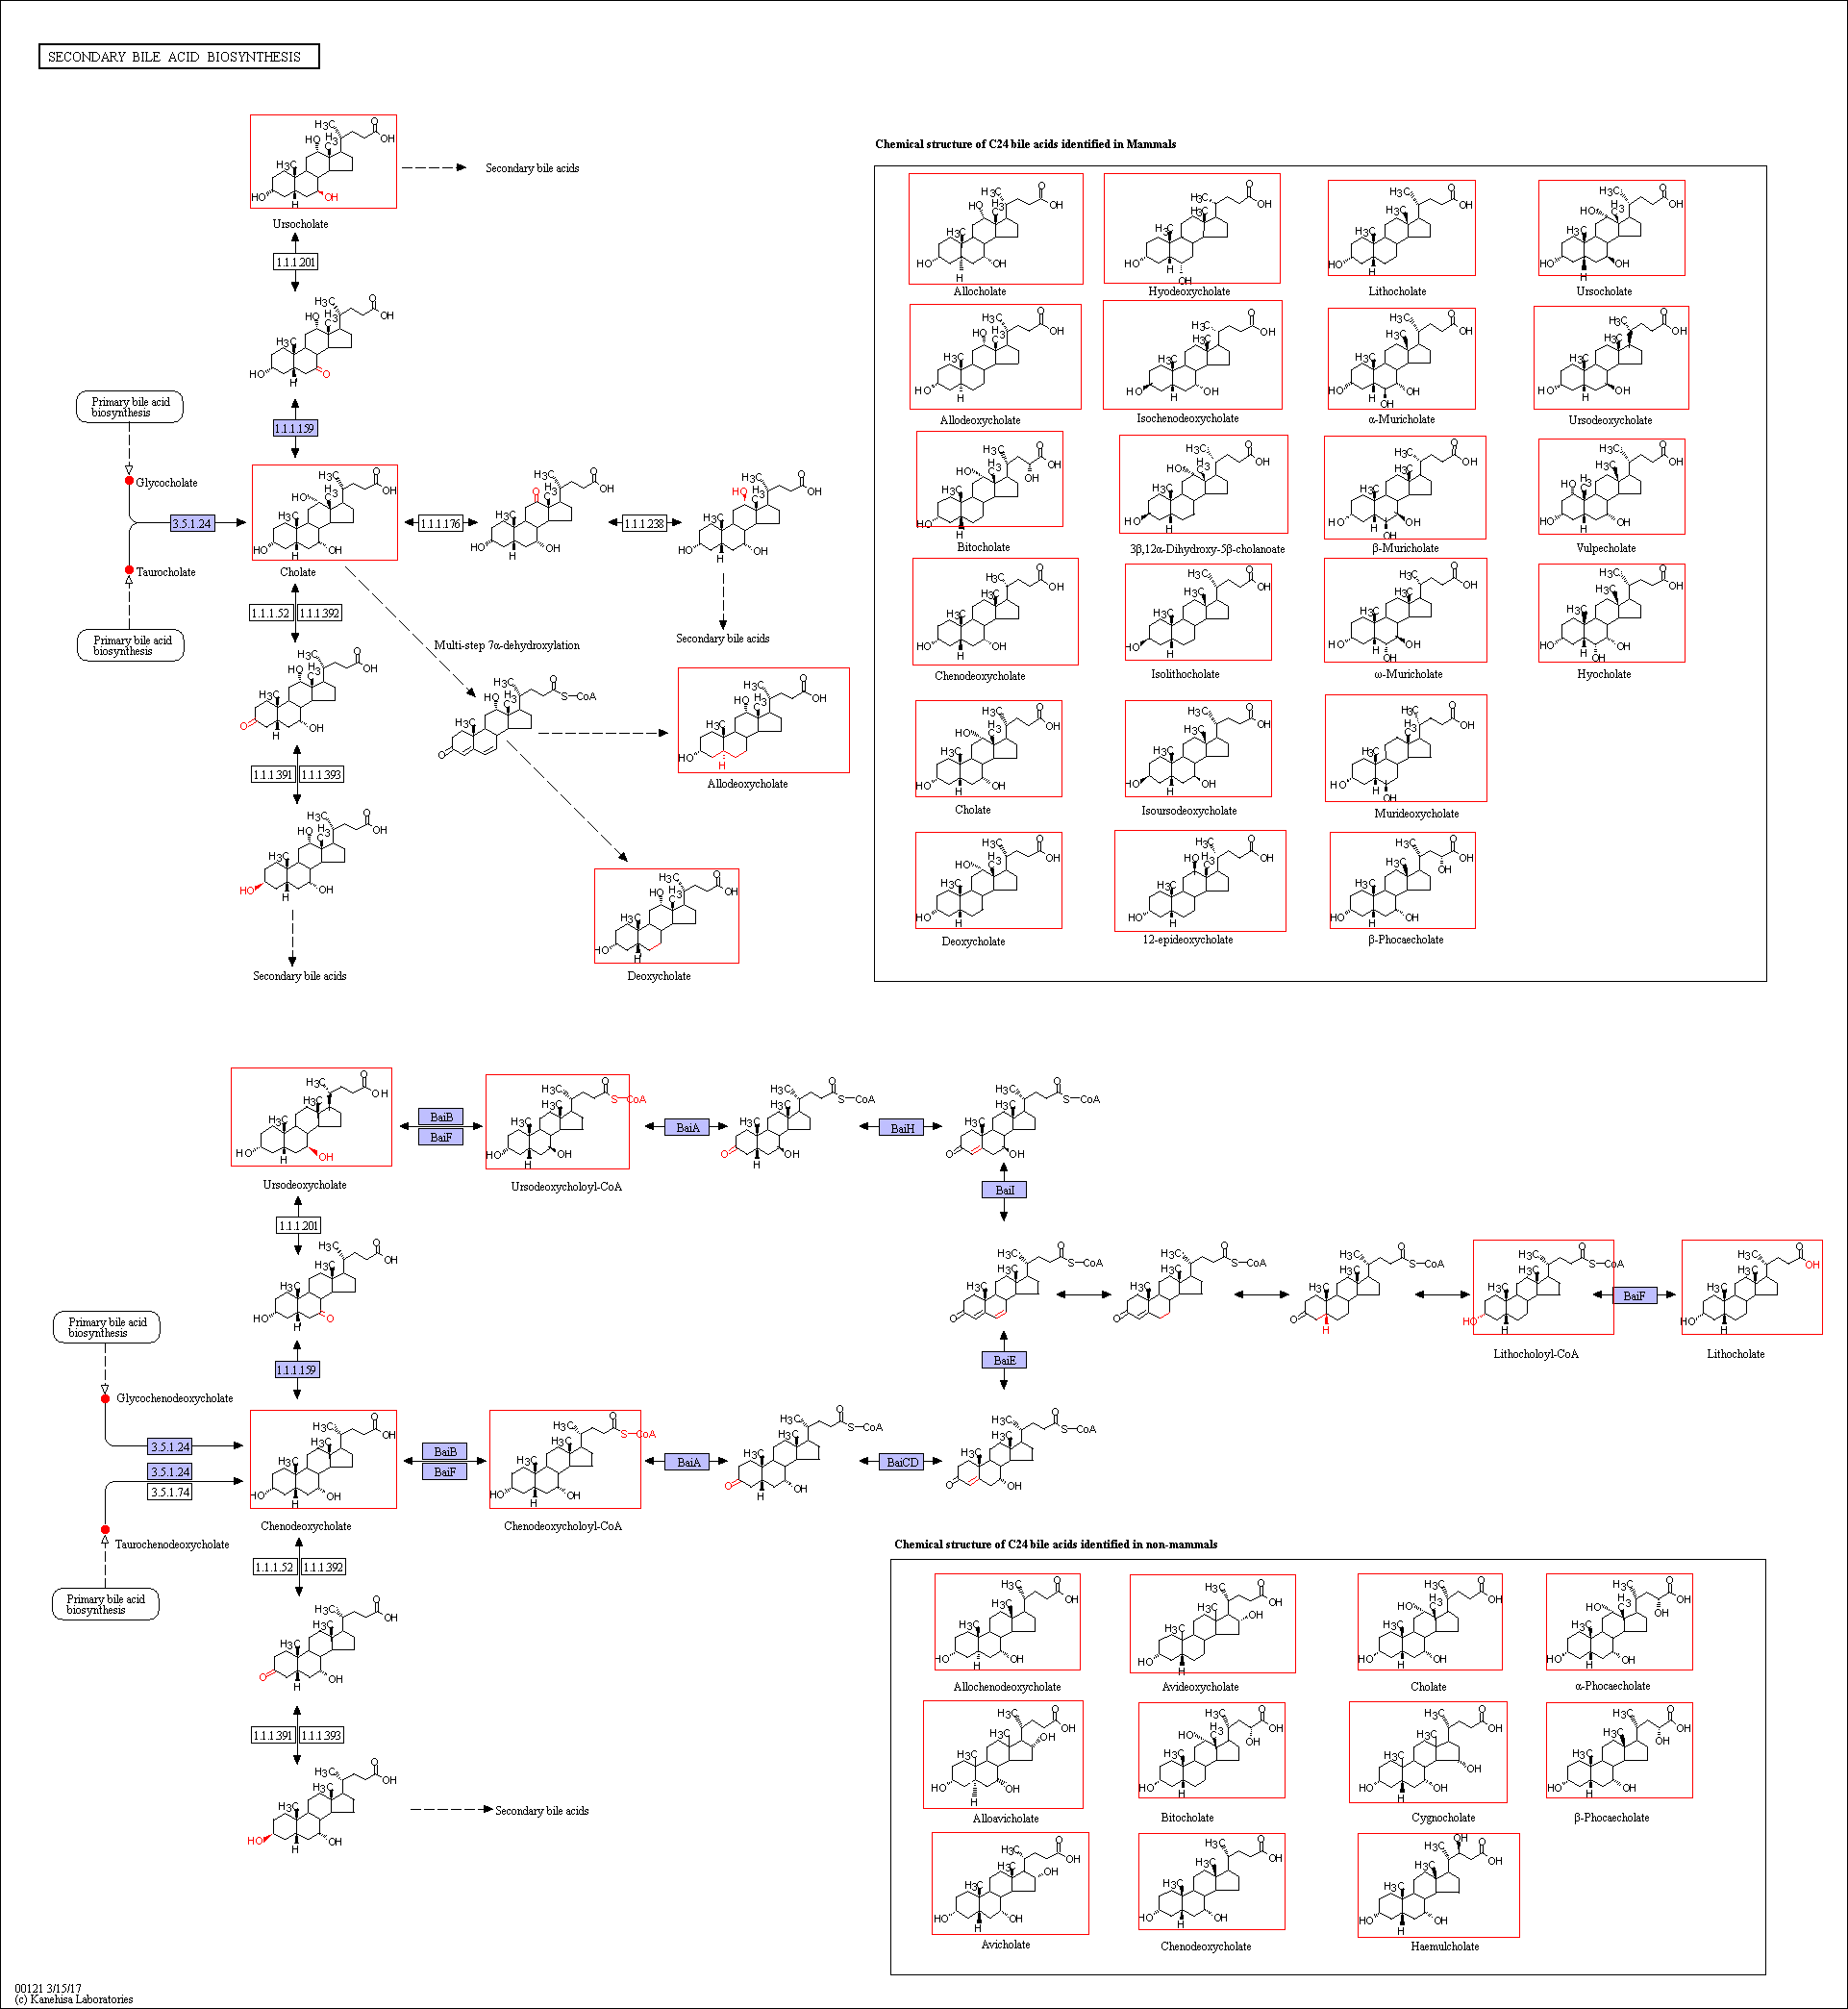 SECONDARY BILE ACID BIOSYNTHESIS
Ursocholate
Secondary bile acids
1.1.1.201
1.1.1.159
Primary bile acid
biosynthesis
Glycocholate
3.5.1.24
Taurocholate
Primary bile acid
biosynthesis
Cholate
1.1.1.176
1.1.1.238
Secondary bile acids
1.1.1.52
1.1.1.392
Multi-step 7α-dehydroxylation
S-CoA
Allodeoxycholate
1.1.1.391
1.1.1.393
Deoxycholate
Secondary bile acids
Chemical structure of C24 bile acids identified in Mammals
Allocholate
Hyodeoxycholate
Lithocholate
Ursocholate
Allodeoxycholate
Isochenodeoxycholate
α-Muricholate
Ursodeoxycholate
Bitocholate
3β,12α-Dihydroxy-5β-cholanoate
β-Muricholate
Vulpecholate
Chenodeoxycholate
Isolithocholate
ω-Muricholate
Hyocholate
Cholate
Isoursodeoxycholate
Murideoxycholate
Deoxycholate
12-epideoxycholate
β-Phocaecholate
Ursodeoxycholate
BaiB
BaiF
Ursodeoxycholoyl-CoA
BaiA
BaiH
BaiI
1.1.1.201
1.1.1.159
Lithocholoyl-CoA
BaiF
Lithocholate
BaiE
Primary bile acid
biosynthesis
Glycochenodeoxycholate
3.5.1.24
3.5.1.24
3.5.1.74
Taurochenodeoxycholate
Primary bile acid
biosynthesis
Chenodeoxycholate
BaiB
BaiF
Chenodeoxycholoyl-CoA
BaiA
BaiCD
1.1.1.52
1.1.1.392
1.1.1.391
1.1.1.393
Secondary bile acids
Chemical structure of C24 bile acids identified in non-mammals
Allochenodeoxycholate
Avideoxycholate
Cholate
α-Phocaecholate
Alloavicholate
Bitocholate
Cygnocholate
β-Phocaecholate
Avicholate
Chenodeoxycholate
Haemulcholate
00121 3/15/17
(c) Kanehisa Laboratories